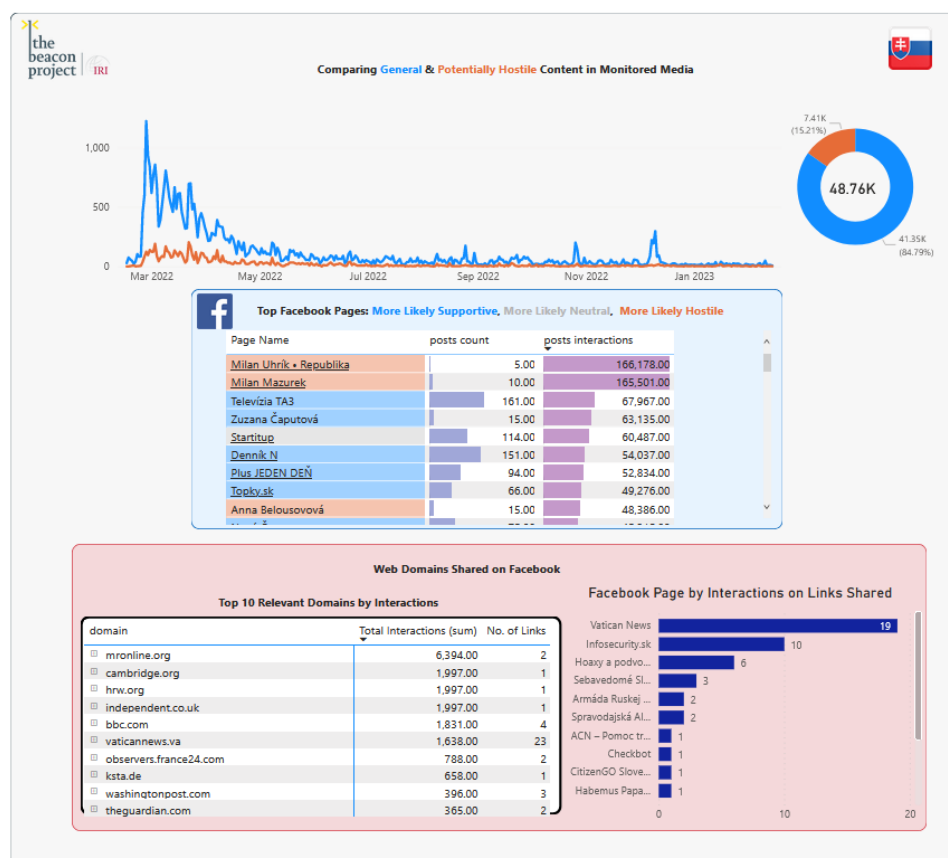 the
beacon
project
IRI
Comparing General & Potentially Hostile Content in Monitored Media
1,000
500
0
Mar 2022 May 2022 Jul 2022 Sep 2022 Nov 2022 Jan 2023
7.41K
(15.21%)
48.76K
41.35K
(84.79%)
Top Facebook Pages: More Likely Supportive, More Likely Neutral, More Likely Hostile
Page Name posts count posts interactions
Milan Uhrík • Republika 5.00 166,178.00
Milan Mazurek 10.00 165,501.00
Televízia TA3 161.00 67,967.00
Zuzana Čaputová 15.00 63,135.00
Startitup 114.00 60,487.00
Denník N 151.00 54,037.00
Plus JEDEN DEŇ 94.00 52,834.00
Topky.sk 66.00 49,276.00
Anna Belousovová 15.00 48,386.00
Web Domains Shared on Facebook
Top 10 Relevant Domains by Interactions
domain Total Interactions (sum) No. of Links
mronline.org 6,394.00 2
cambridge.org 1,997.00 1
hrw.org 1,997.00 1
independent.co.uk 1,997.00 1
bbc.com 1,831.00 4
vaticannews.va 1,638.00 23
observers.france24.com 788.00 2
ksta.de 658.00 1
washingtonpost.com 396.00 3
theguardian.com 365.00 2
Facebook Page by Interactions on Links Shared
Vatican News 19
Infosecurity.sk 10
Hoaxy a podvo... 6
Sebavedomé Sl... 3
Armáda Ruskej ... 2
Spravodajská Al... 2
ACN – Pomoc tr... 1
Checkbot 1
CitizenGO Slove... 1
Habemus Papa... 1
0 10 20